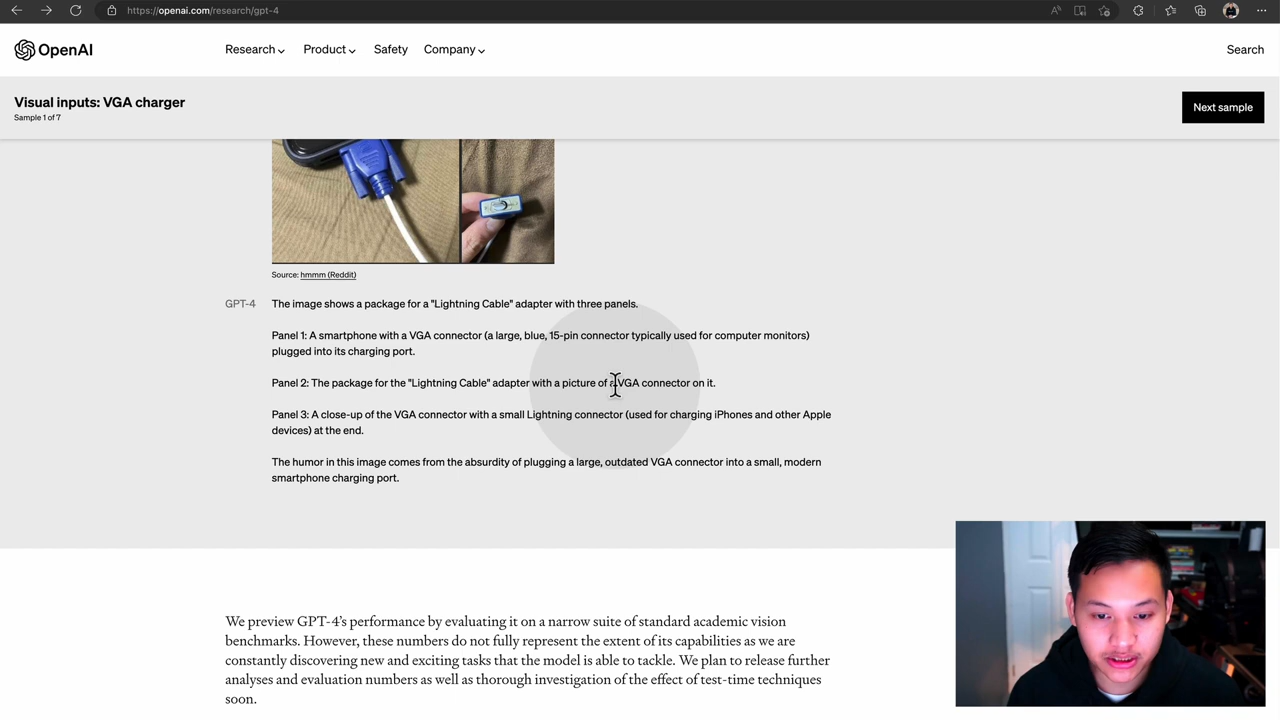 https://openai.com/research/gpt-4
OpenAI
Research
Product
Safety
Company
Search
Visual inputs: VGA charger
Sample 1 of 7
Next sample
Source: hmmm (Reddit)
GPT-4
The image shows a package for a "Lightning Cable" adapter with three panels.
Panel 1: A smartphone with a VGA connector (a large, blue, 15-pin connector typically used for computer monitors)
plugged into its charging port.
Panel 2: The package for the "Lightning Cable" adapter with a picture of a VGA connector on it.
Panel 3: A close-up of the VGA connector with a small Lightning connector (used for charging iPhones and other Apple
devices) at the end.
The humor in this image comes from the absurdity of plugging a large, outdated VGA connector into a small, modern
smartphone charging port.
We preview GPT-4’s performance by evaluating it on a narrow suite of standard academic vision
benchmarks. However, these numbers do not fully represent the extent of its capabilities as we are
constantly discovering new and exciting tasks that the model is able to tackle. We plan to release further
analyses and evaluation numbers as well as thorough investigation of the effect of test-time techniques
soon.